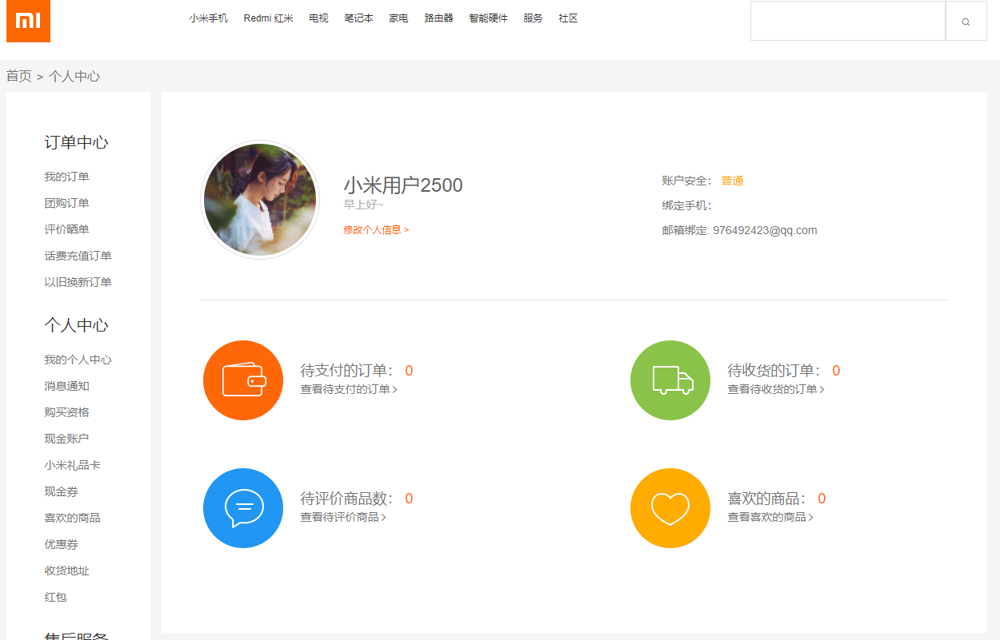 小米手机 Redmi 红米 电视 笔记本 家电 路由器 智能硬件 服务 社区
首页 > 个人中心
订单中心
我的订单
团购订单
评价晒单
话费充值订单
以旧换新订单
个人中心
我的个人中心
消息通知
购买资格
现金账户
小米礼品卡
现金券
喜欢的商品
优惠券
收货地址
红包
售后服务
小米用户2500
早上好~
修改个人信息 >
账户安全： 普通
绑定手机：
邮箱绑定: 976492423@qq.com
待支付的订单： 0
查看待支付的订单>
待收货的订单： 0
查看待收货的订单>
待评价商品数： 0
查看待评价商品>
喜欢的商品： 0
查看喜欢的商品>